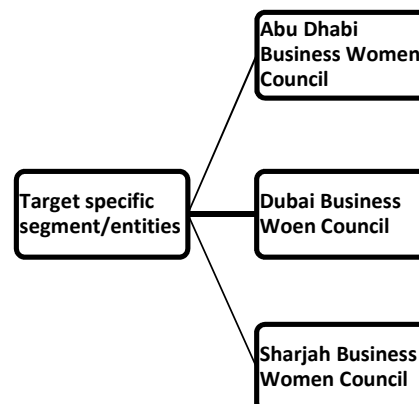 Abu Dhabi
Business Women
Council
Target specific
segment/entities
Dubai Business
Woen Council
Sharjah Business
Women Council